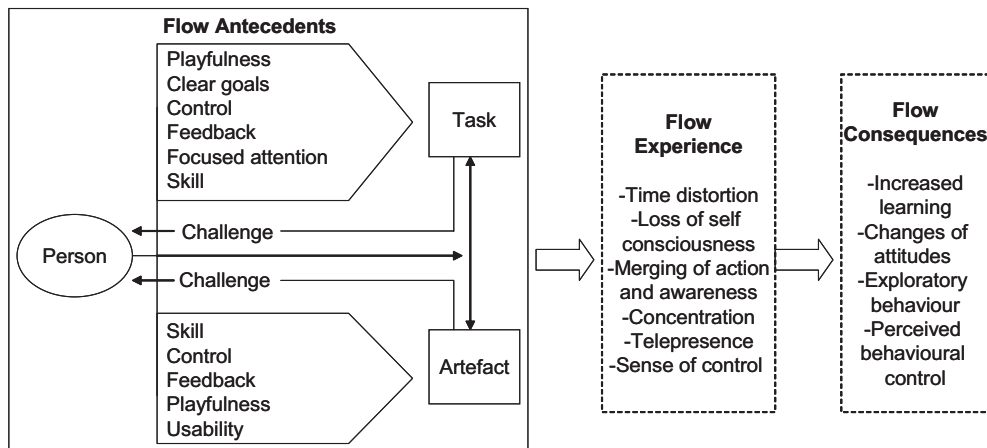 Flow Antecedents
Playfulness
Clear goals
Control
Feedback
Focused attention
Skill
Task
Challenge
Person
Challenge
Skill
Control
Feedback
Playfulness
Usability
Artefact
Flow
Experience
-Time distortion
-Loss of self
consciousness
-Merging of action
and awareness
-Concentration
-Telepresence
-Sense of control
Flow
Consequences
-Increased
learning
-Changes of
attitudes
-Exploratory
behaviour
-Perceived
behavioural
control